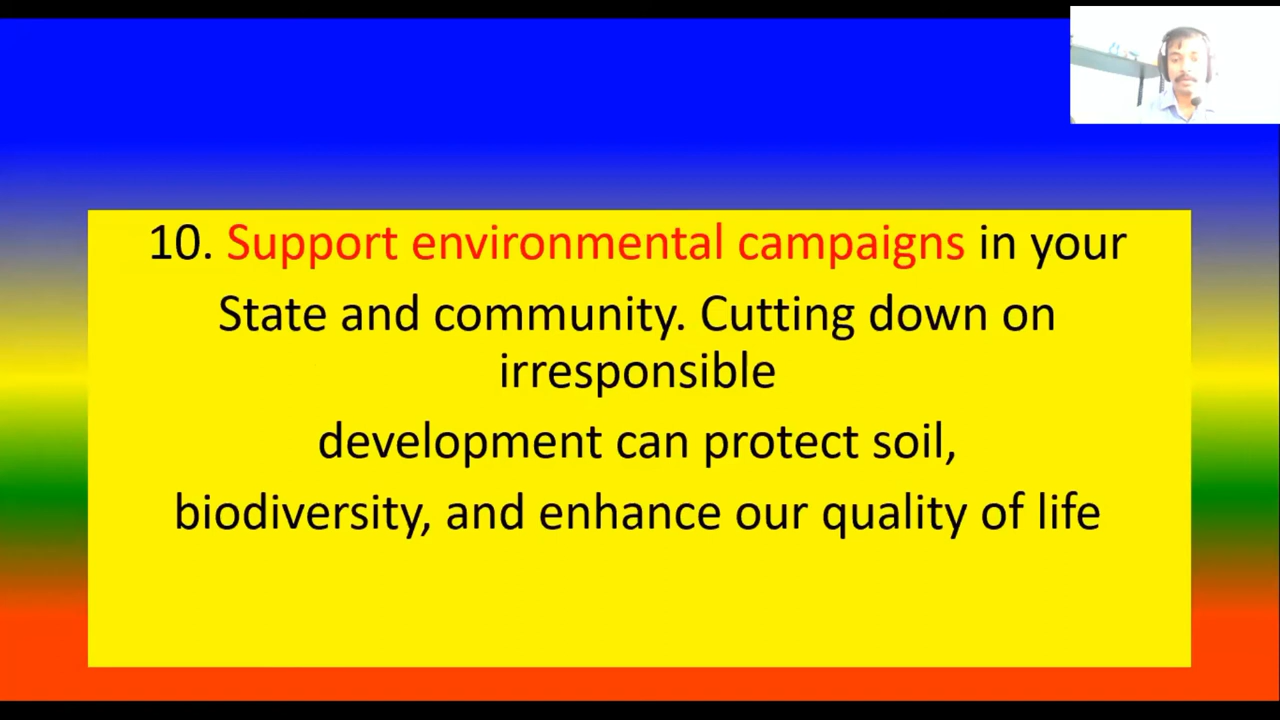 10. Support environmental campaigns in your
State and community. Cutting down on
irresponsible
development can protect soil,
biodiversity, and enhance our quality of life